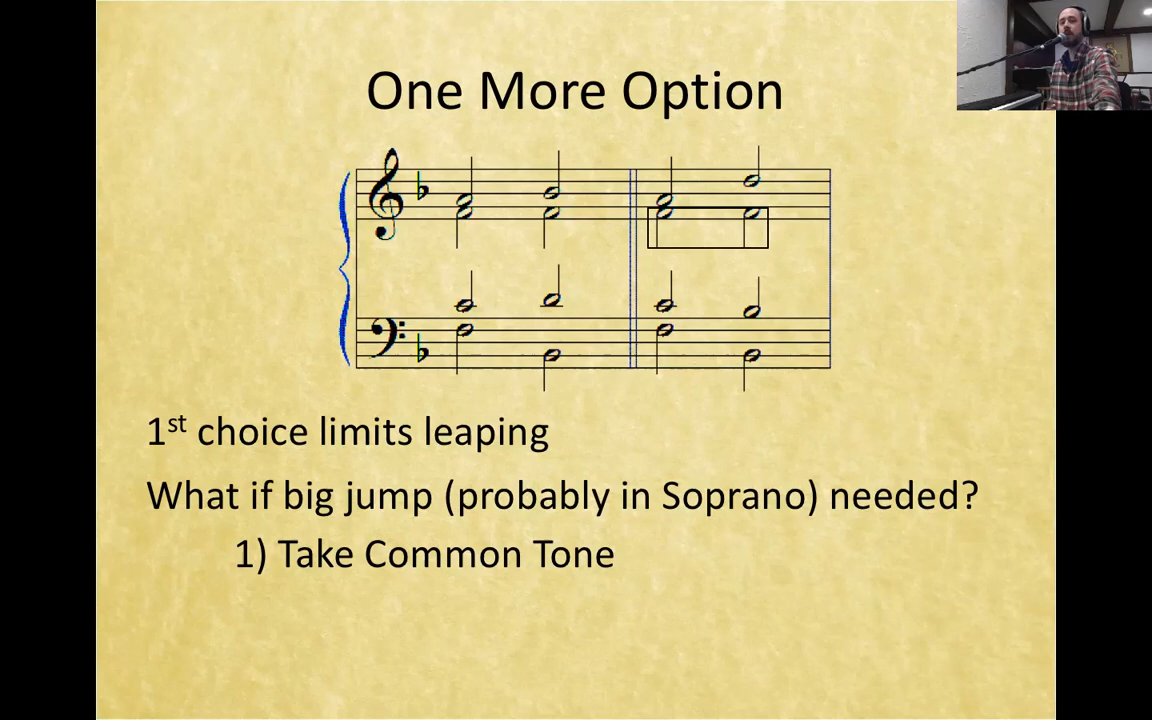 One More Option
1st choice limits leaping
What if big jump (probably in Soprano) needed?
1) Take Common Tone